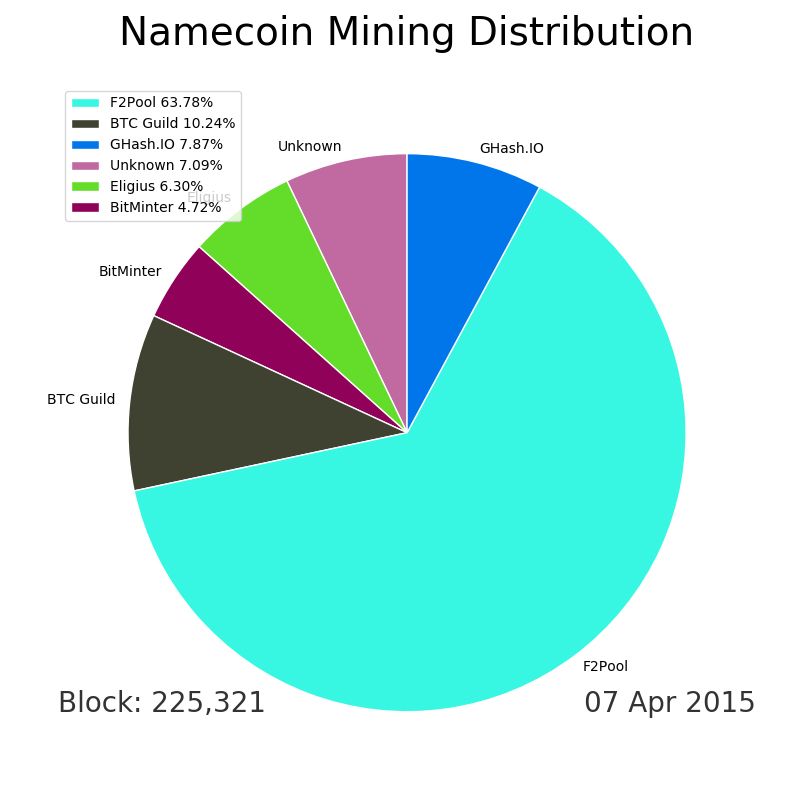 Namecoin Mining Distribution
F2Pool 63.78%
BTC Guild 10.24%
GHash.IO 7.87%
Unknown 7.09%
Eligius 6.30%
BitMinter 4.72%
Unknown
GHash.IO
Eligius
BitMinter
BTC Guild
F2Pool
Block: 225,321
07 Apr 2015